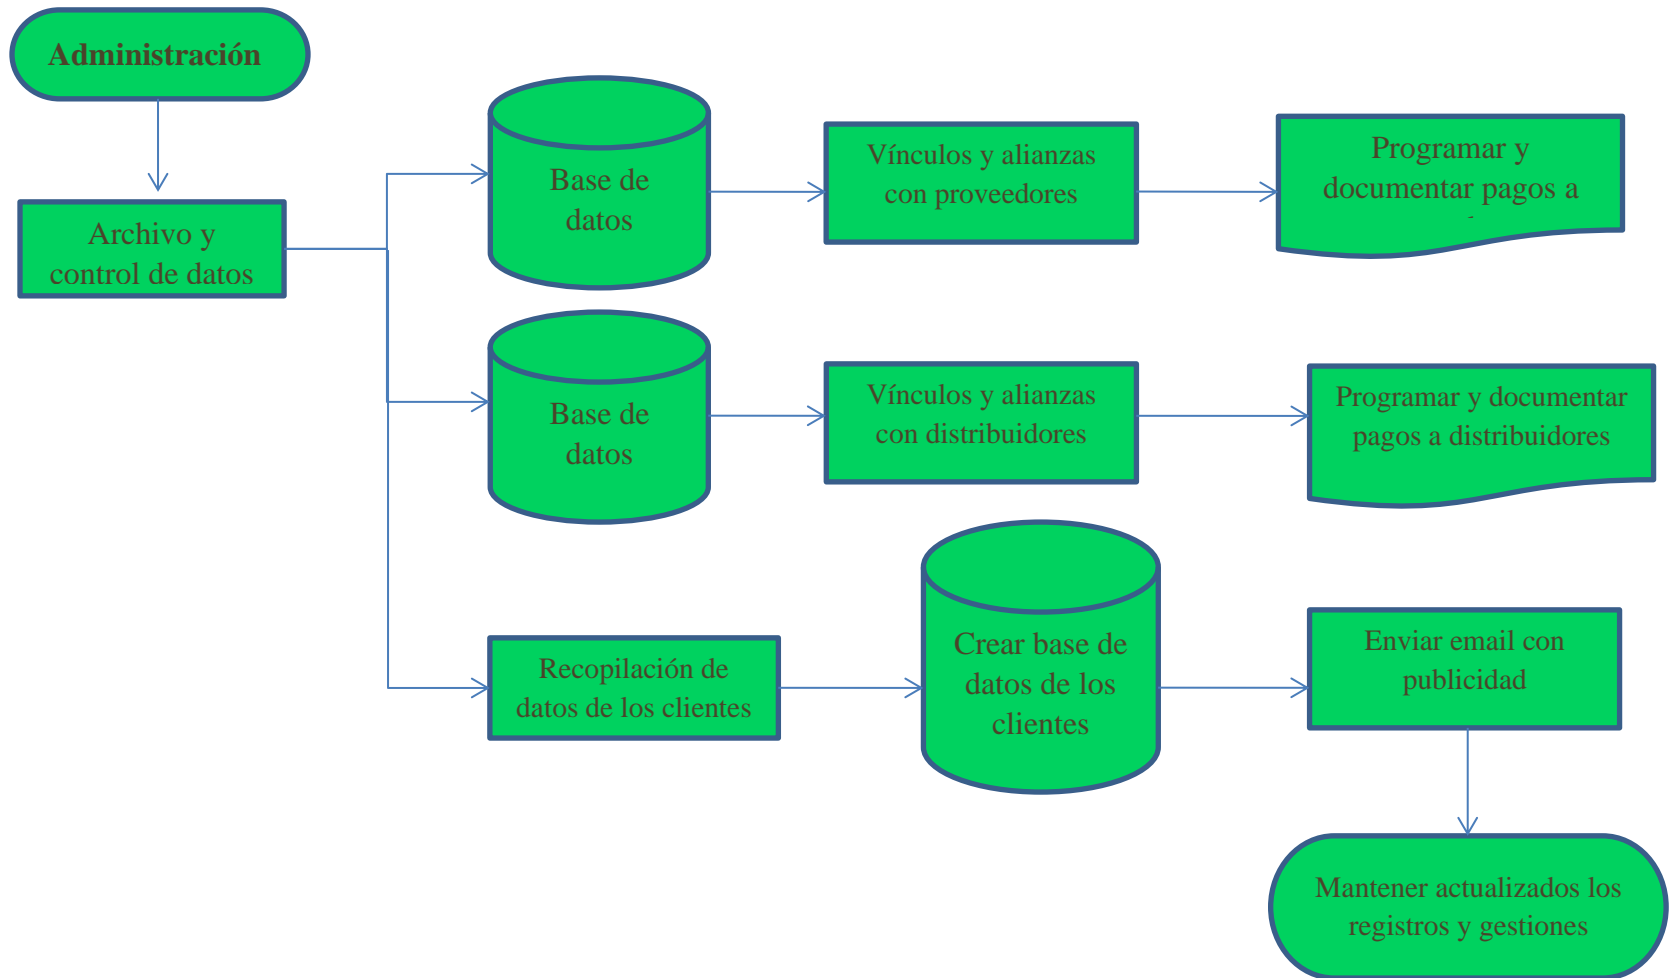 Administración
Archivo y
control de datos
Base de
datos
Vínculos y alianzas
con proveedores
Programar y
documentar pagos a
Base de
datos
Vínculos y alianzas
con distribuidores
Programar y documentar
pagos a distribuidores
Recopilación de
datos de los clientes
Crear base de
datos de los
clientes
Enviar email con
publicidad
Mantener actualizados los
registros y gestiones